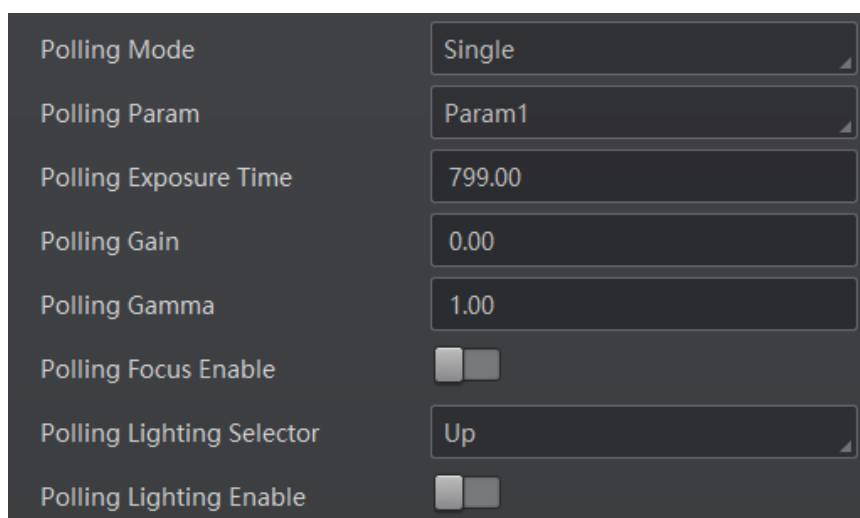 Polling Mode Single
Polling Param Param1
Polling Exposure Time 799.00
Polling Gain 0.00
Polling Gamma 1.00
Polling Focus Enable
Polling Lighting Selector Up
Polling Lighting Enable